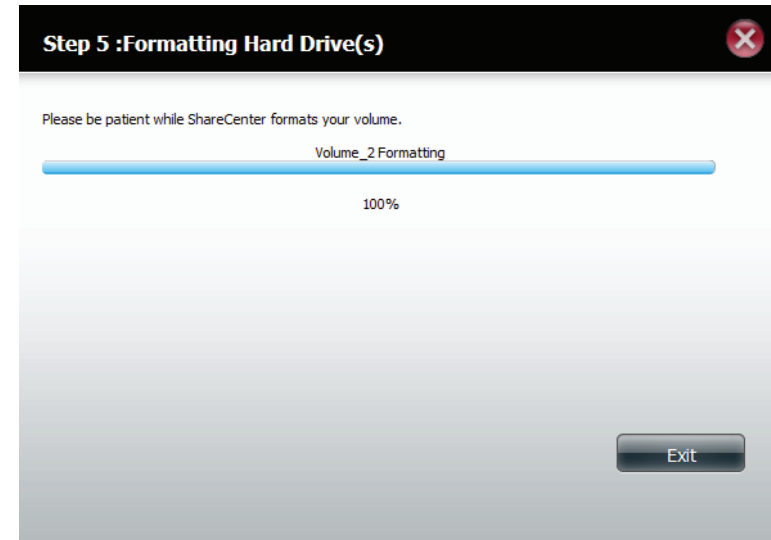 Step 5 :Formatting Hard Drive(s)
Please be patient while ShareCenter formats your volume.
Volume_2 Formatting
100%
Exit